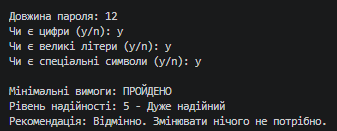 Довжина пароля: 12
Чи є цифри (y/n): y
Чи є великі літери (y/n): y
Чи є спеціальні символи (y/n): y
Мінімальні вимоги: ПРОЙДЕНО
Рівень надійності: 5 - Дуже надійний
Рекомендація: Відмінно. Змінювати нічого не потрібно.